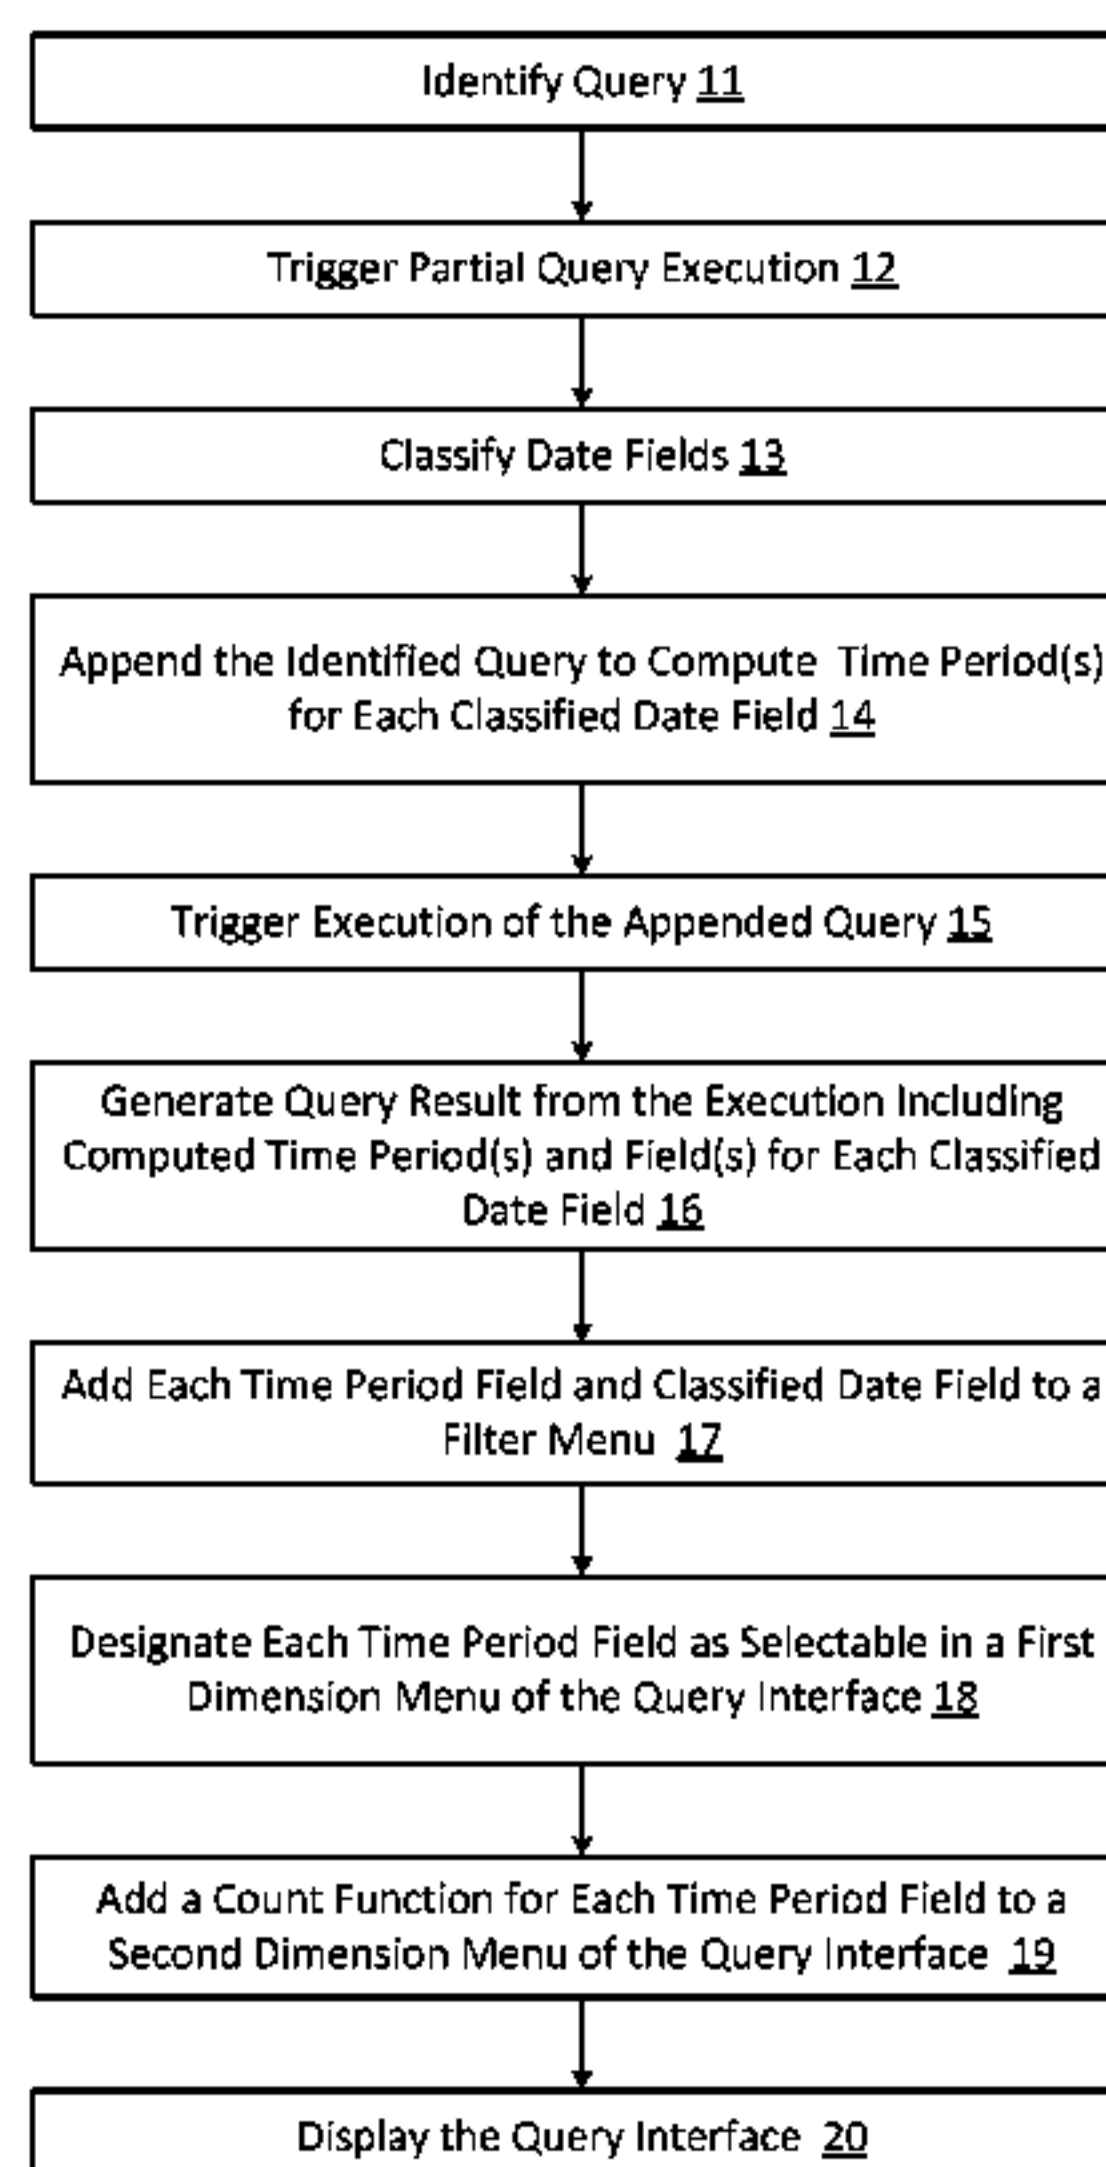 Identify Query 11
Trigger Partial Query Execution 12
Classify Date Fields 13
Append the Identified Query to Compute Time Period(s)
for Each Classified Date Field 14
Trigger Execution of the Appended Query 15
Generate Query Result from the Execution Including
Computed Time Period(s) and Field(s) for Each Classified
Date Field 16
Add Each Time Period Field and Classified Date Field to a
Filter Menu 17
Designate Each Time Period Field as Selectable in a First
Dimension Menu of the Query Interface 18
Add a Count Function for Each Time Period Field to a
Second Dimension Menu of the Query Interface 19
Display the Query Interface 20